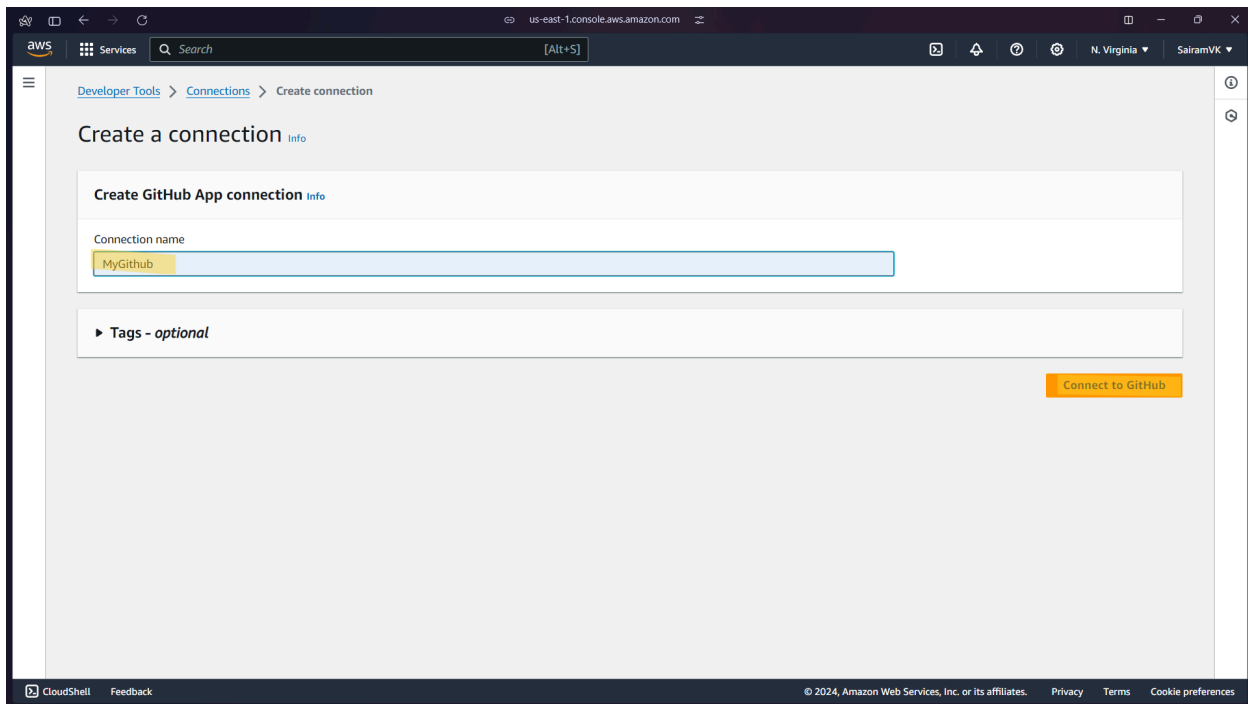 us-east-1.console.aws.amazon.com
aws Services Search [Alt+S] N. Virginia ▼ SairamVK ▼
Developer Tools > Connections > Create connection
Create a connection Info
Create GitHub App connection Info
Connection name
MyGithub
Tags - optional
Connect to GitHub
CloudShell Feedback © 2024, Amazon Web Services, Inc. or its affiliates. Privacy Terms Cookie preferences